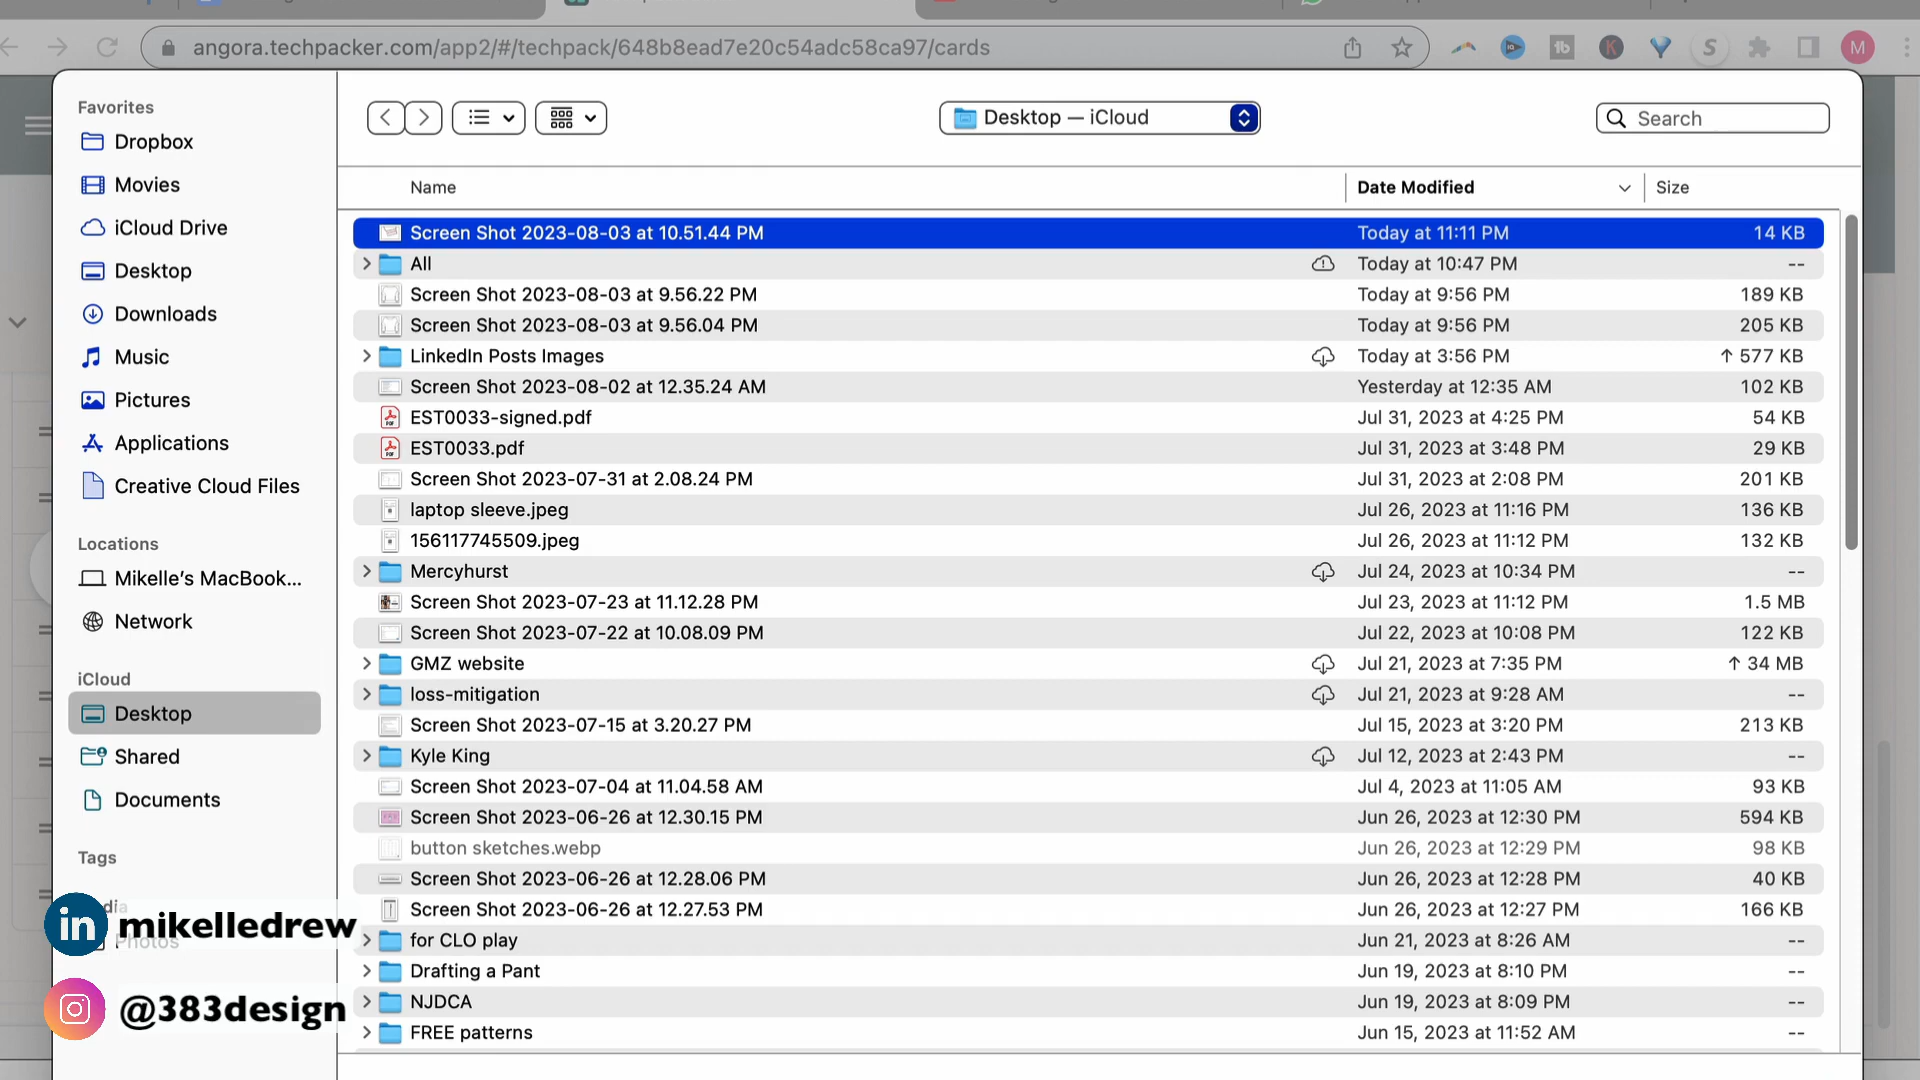 angora.techpacker.com/app2/#/techpack/648b8ead7e20c54adc58ca97/cards
M
Favorites
Dropbox
Movies
iCloud Drive
Desktop
Downloads
Music
Pictures
Applications
Creative Cloud Files
Locations
Mikelle's MacBook...
Network
iCloud
Desktop
Shared
Documents
Tags
Photos
in mikelledrew
@383design
Desktop — iCloud
Search
Name Date Modified Size
Screen Shot 2023-08-03 at 10.51.44 PM Today at 11:11 PM 14 KB
All Today at 10:47 PM --
Screen Shot 2023-08-03 at 9.56.22 PM Today at 9:56 PM 189 KB
Screen Shot 2023-08-03 at 9.56.04 PM Today at 9:56 PM 205 KB
LinkedIn Posts Images Today at 3:56 PM ↑ 577 KB
Screen Shot 2023-08-02 at 12.35.24 AM Yesterday at 12:35 AM 102 KB
EST0033-signed.pdf Jul 31, 2023 at 4:25 PM 54 KB
EST0033.pdf Jul 31, 2023 at 3:48 PM 29 KB
Screen Shot 2023-07-31 at 2.08.24 PM Jul 31, 2023 at 2:08 PM 201 KB
laptop sleeve.jpeg Jul 26, 2023 at 11:16 PM 136 KB
156117745509.jpeg Jul 26, 2023 at 11:12 PM 132 KB
Mercyhurst Jul 24, 2023 at 10:34 PM --
Screen Shot 2023-07-23 at 11.12.28 PM Jul 23, 2023 at 11:12 PM 1.5 MB
Screen Shot 2023-07-22 at 10.08.09 PM Jul 22, 2023 at 10:08 PM 122 KB
GMZ website Jul 21, 2023 at 7:35 PM ↑ 34 MB
loss-mitigation Jul 21, 2023 at 9:28 AM --
Screen Shot 2023-07-15 at 3.20.27 PM Jul 15, 2023 at 3:20 PM 213 KB
Kyle King Jul 12, 2023 at 2:43 PM --
Screen Shot 2023-07-04 at 11.04.58 AM Jul 4, 2023 at 11:05 AM 93 KB
Screen Shot 2023-06-26 at 12.30.15 PM Jun 26, 2023 at 12:30 PM 594 KB
button sketches.webp Jun 26, 2023 at 12:29 PM 98 KB
Screen Shot 2023-06-26 at 12.28.06 PM Jun 26, 2023 at 12:28 PM 40 KB
Screen Shot 2023-06-26 at 12.27.53 PM Jun 26, 2023 at 12:27 PM 166 KB
for CLO play Jun 21, 2023 at 8:26 AM --
Drafting a Pant Jun 19, 2023 at 8:10 PM --
NJDCA Jun 19, 2023 at 8:09 PM --
FREE patterns Jun 15, 2023 at 11:52 AM --